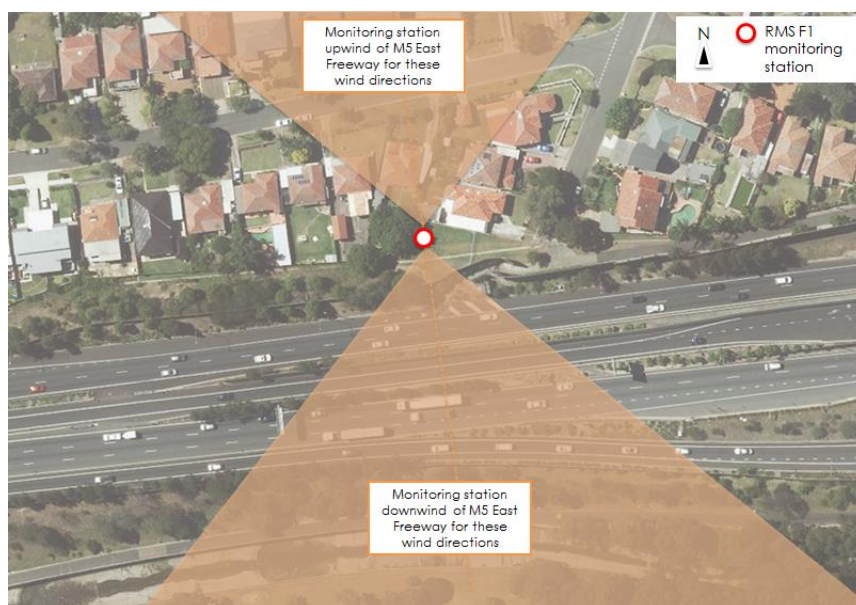 Monitoring station
upwind of M5 East
Freeway for these
wind directions
N
RMS F1
monitoring
station
Monitoring station
downwind of M5 East
Freeway for these
wind directions